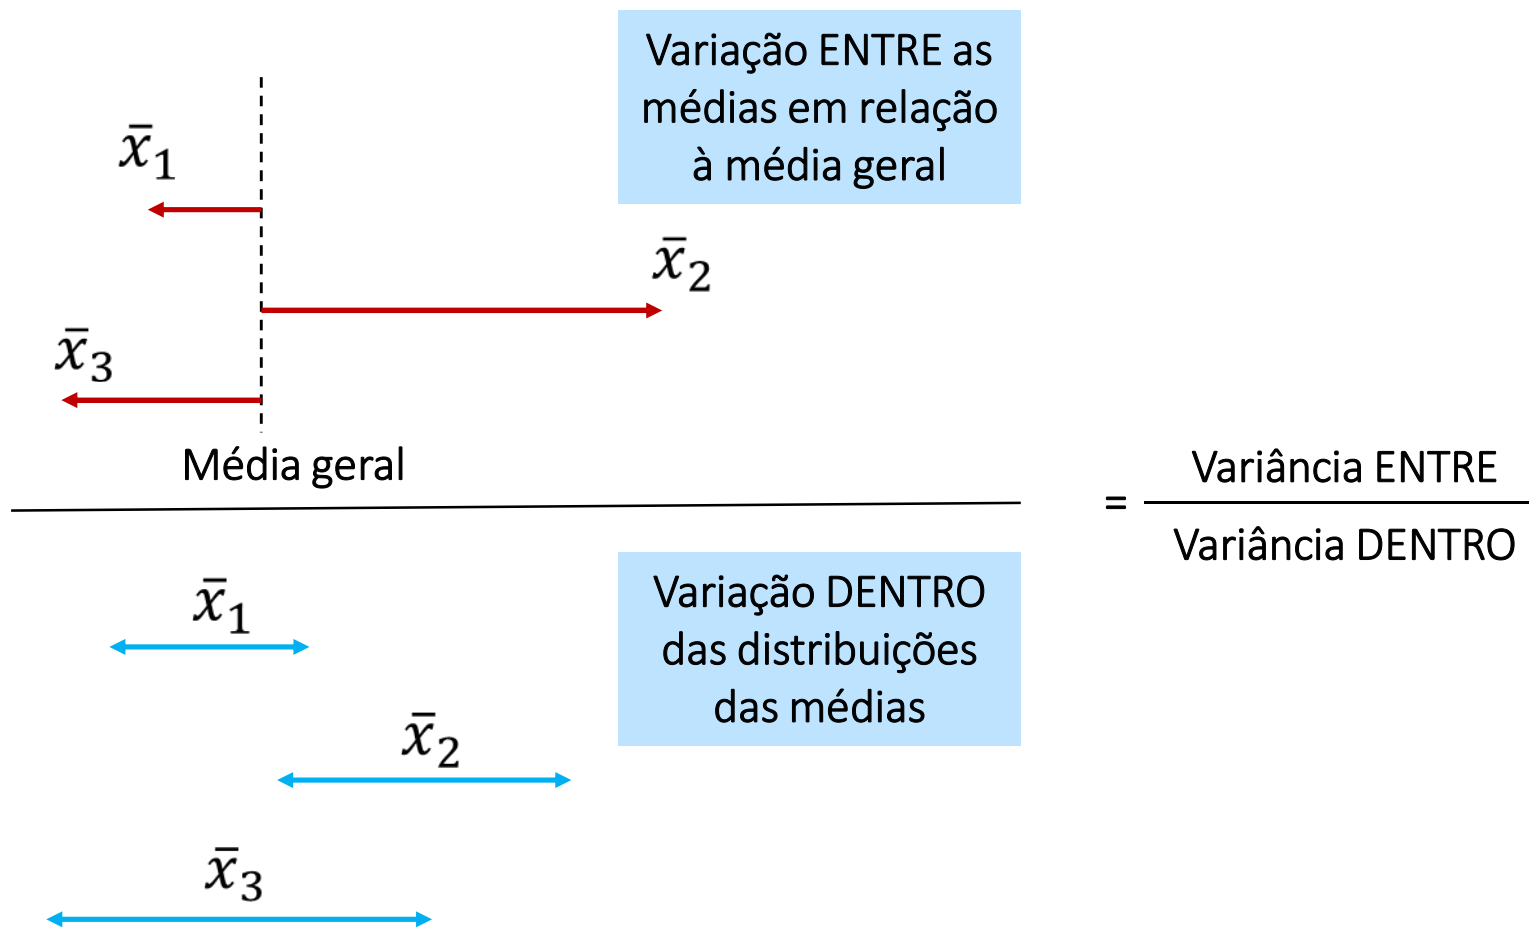 Variação ENTRE as
médias em relação
à média geral
x̄₁
x̄₂
x̄₃
Média geral
=
Variância ENTRE
Variância DENTRO
Variação DENTRO
das distribuições
das médias
x̄₁
x̄₂
x̄₃